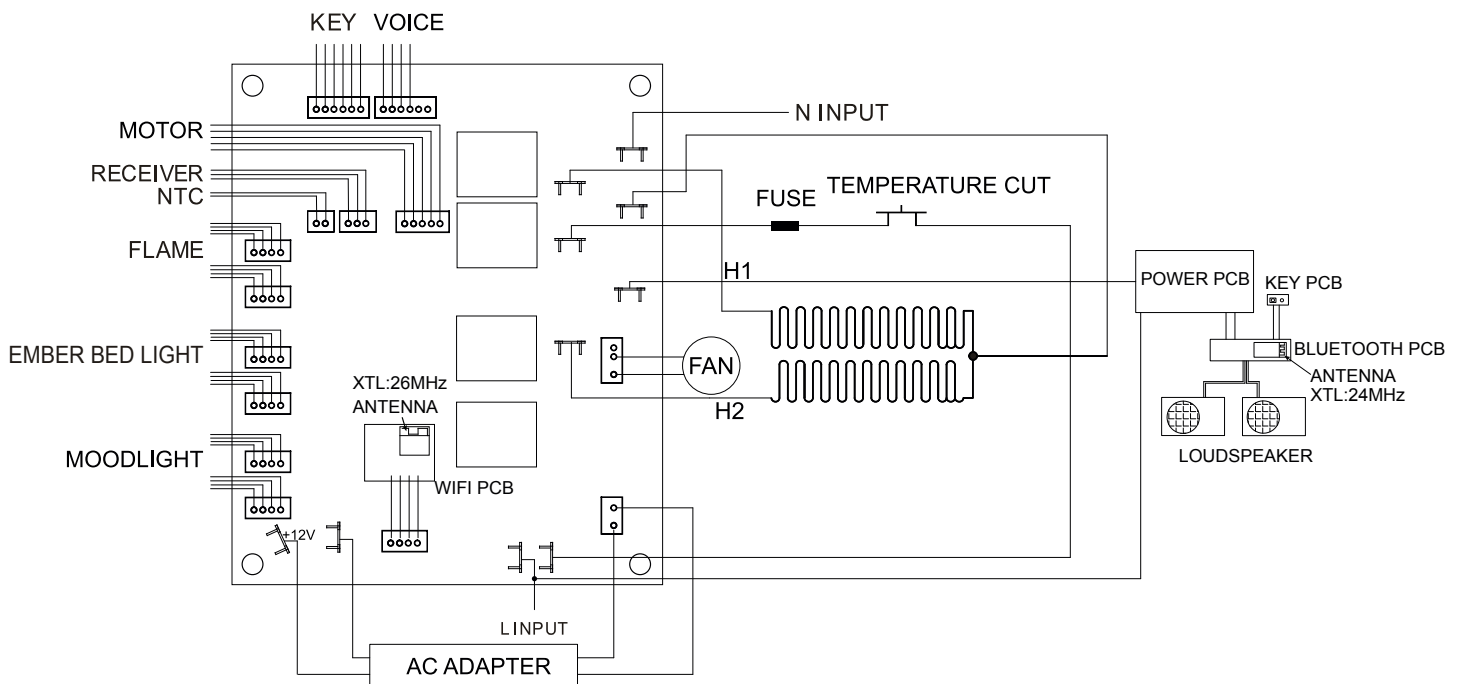 KEY VOICE
N INPUT
MOTOR
RECEIVER
NTC
TEMPERATURE CUT
FUSE
FLAME
H1
POWER PCB
KEY PCB
EMBER BED LIGHT
FAN
BLUETOOTH PCB
ANTENNA
XTL:24MHz
XTL:26MHz
ANTENNA
H2
LOUDSPEAKER
MOODLIGHT
WIFI PCB
+12V
L INPUT
AC ADAPTER